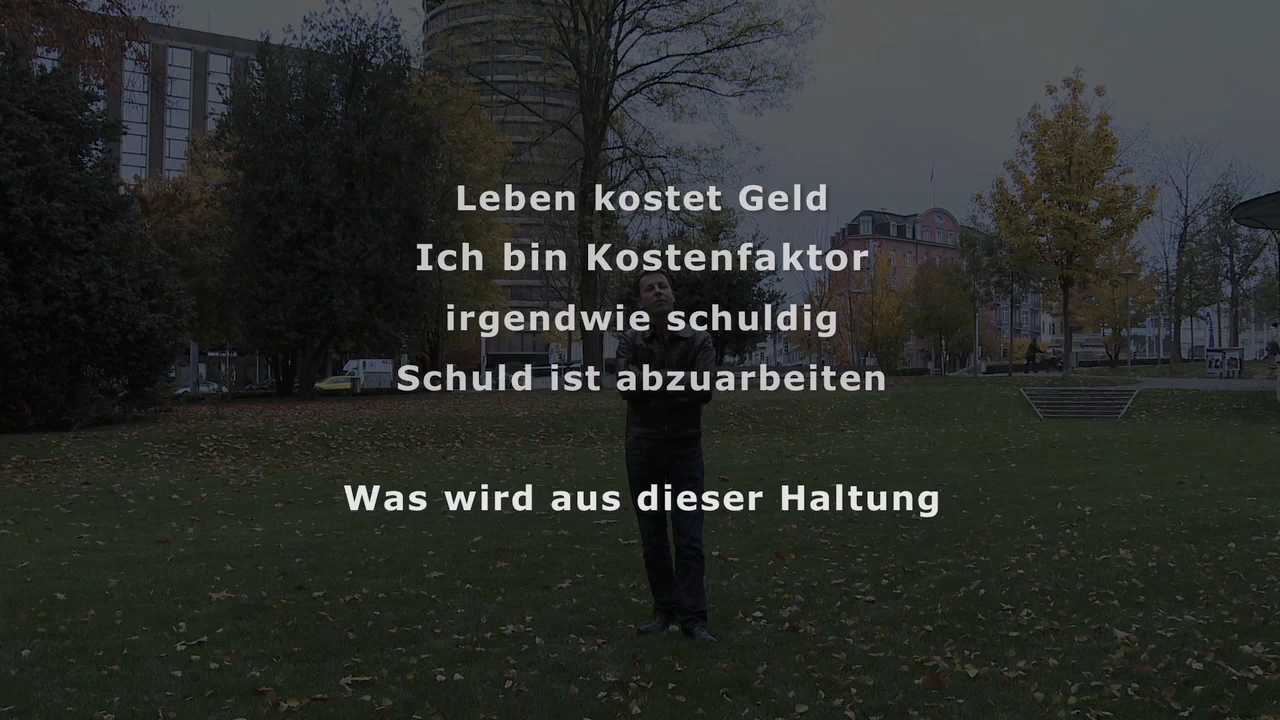 Leben kostet Geld
Ich bin Kostenfaktor
irgendwie schuldig
Schuld ist abzuarbeiten
Was wird aus dieser Haltung